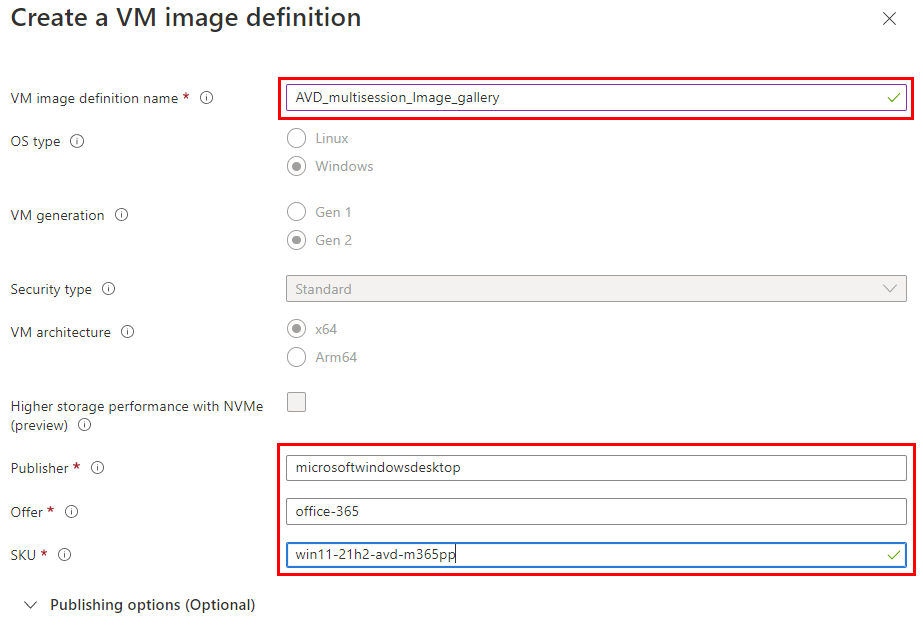 Create a VM image definition
VM image definition name *
AVD_multisession_Image_gallery
OS type
Linux
Windows
VM generation
Gen 1
Gen 2
Security type
Standard
VM architecture
x64
Arm64
Higher storage performance with NVMe
(preview)
Publisher *
microsoftwindowsdesktop
Offer *
office-365
SKU *
win11-21h2-avd-m365pp
Publishing options (Optional)